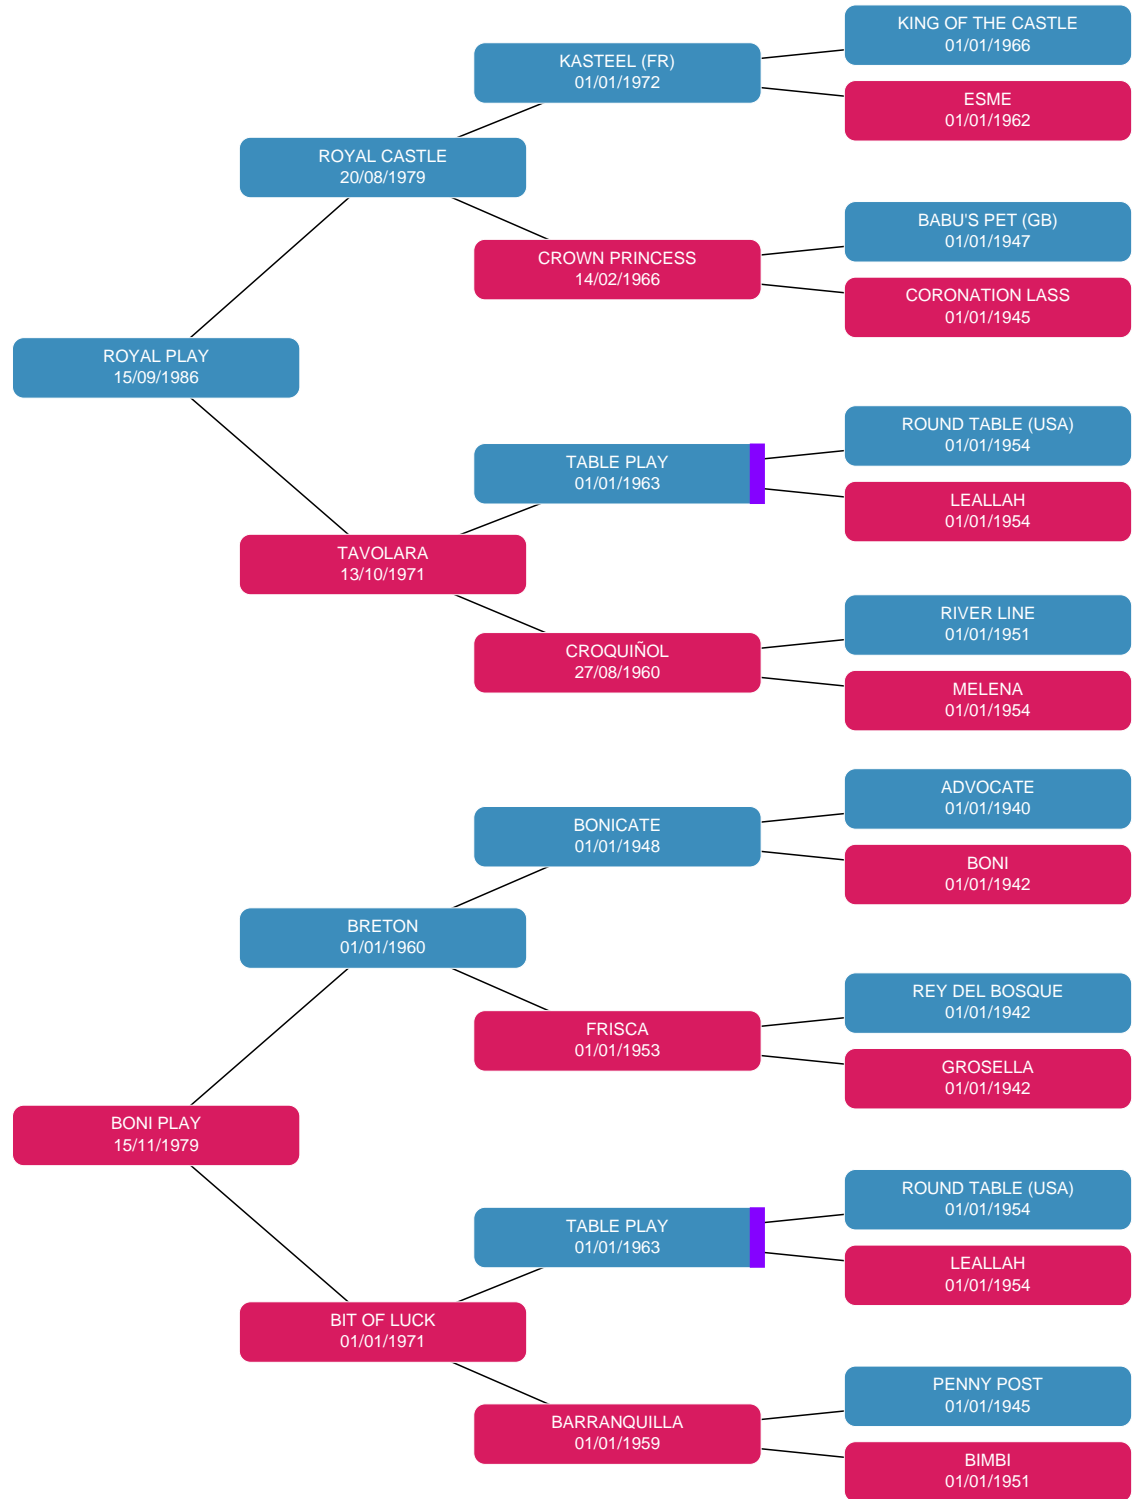 KING OF THE CASTLE
01/01/1966
KASTEEL (FR)
01/01/1972
ESME
01/01/1962
ROYAL CASTLE
20/08/1979
BABU'S PET (GB)
01/01/1947
CROWN PRINCESS
14/02/1966
CORONATION LASS
01/01/1945
ROYAL PLAY
15/09/1986
ROUND TABLE (USA)
01/01/1954
TABLE PLAY
01/01/1963
LEALLAH
01/01/1954
TAVOLARA
13/10/1971
RIVER LINE
01/01/1951
CROQUIÑOL
27/08/1960
MELENA
01/01/1954
ADVOCATE
01/01/1940
BONICATE
01/01/1948
BONI
01/01/1942
BRETON
01/01/1960
REY DEL BOSQUE
01/01/1942
FRISCA
01/01/1953
GROSELLA
01/01/1942
BONI PLAY
15/11/1979
ROUND TABLE (USA)
01/01/1954
TABLE PLAY
01/01/1963
LEALLAH
01/01/1954
BIT OF LUCK
01/01/1971
PENNY POST
01/01/1945
BARRANQUILLA
01/01/1959
BIMBI
01/01/1951